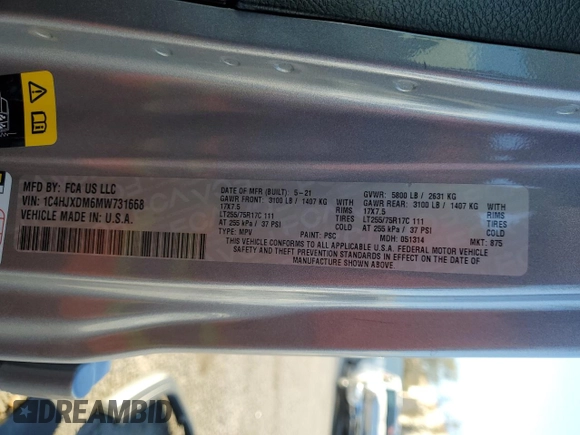 MFD BY: FCA US LLC
VIN: 1C4HJXDM6MW731668
VEHICLE MADE IN U.S.A.
DATE OF MFR (BUILT): 5-21
GAWR FRONT: 3100 LB / 1407 KG
17X7.5 RIMS
LT255/75R17C 111 TIRES
AT 255 kPa / 37 PSI COLD
TYPE: MPV
GVWR: 5800 LB / 2631 KG
GAWR REAR: 3100 LB / 1407 KG
17X7.5 RIMS
LT255/75R17C 111 TIRES
AT 255 kPa / 37 PSI COLD
PAINT: PSC MDH: 051314 MKT: 875
THIS VEHICLE CONFORMS TO ALL APPLICABLE U.S.A. FEDERAL MOTOR VEHICLE
SAFETY AND THEFT PREVENTION STANDARDS IN EFFECT ON THE DATE OF
MANUFACTURE SHOWN ABOVE
DREAMBID